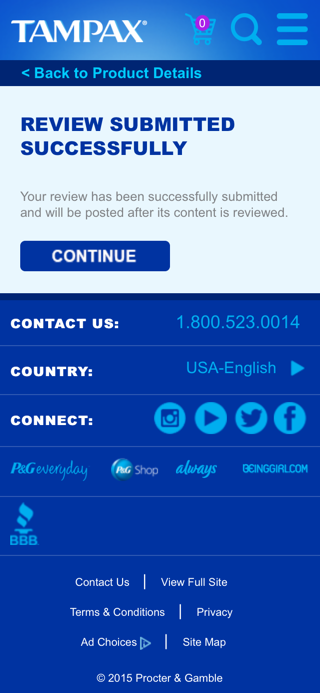 TAMPAX®
0
< Back to Product Details
REVIEW SUBMITTED
SUCCESSFULLY
Your review has been successfully submitted
and will be posted after its content is reviewed.
CONTINUE
CONTACT US: 1.800.523.0014
COUNTRY: USA-English
CONNECT:
P&G everyday P&G Shop always BEINGGIRL.COM
BBB
Contact Us | View Full Site
Terms & Conditions | Privacy
Ad Choices | Site Map
© 2015 Procter & Gamble